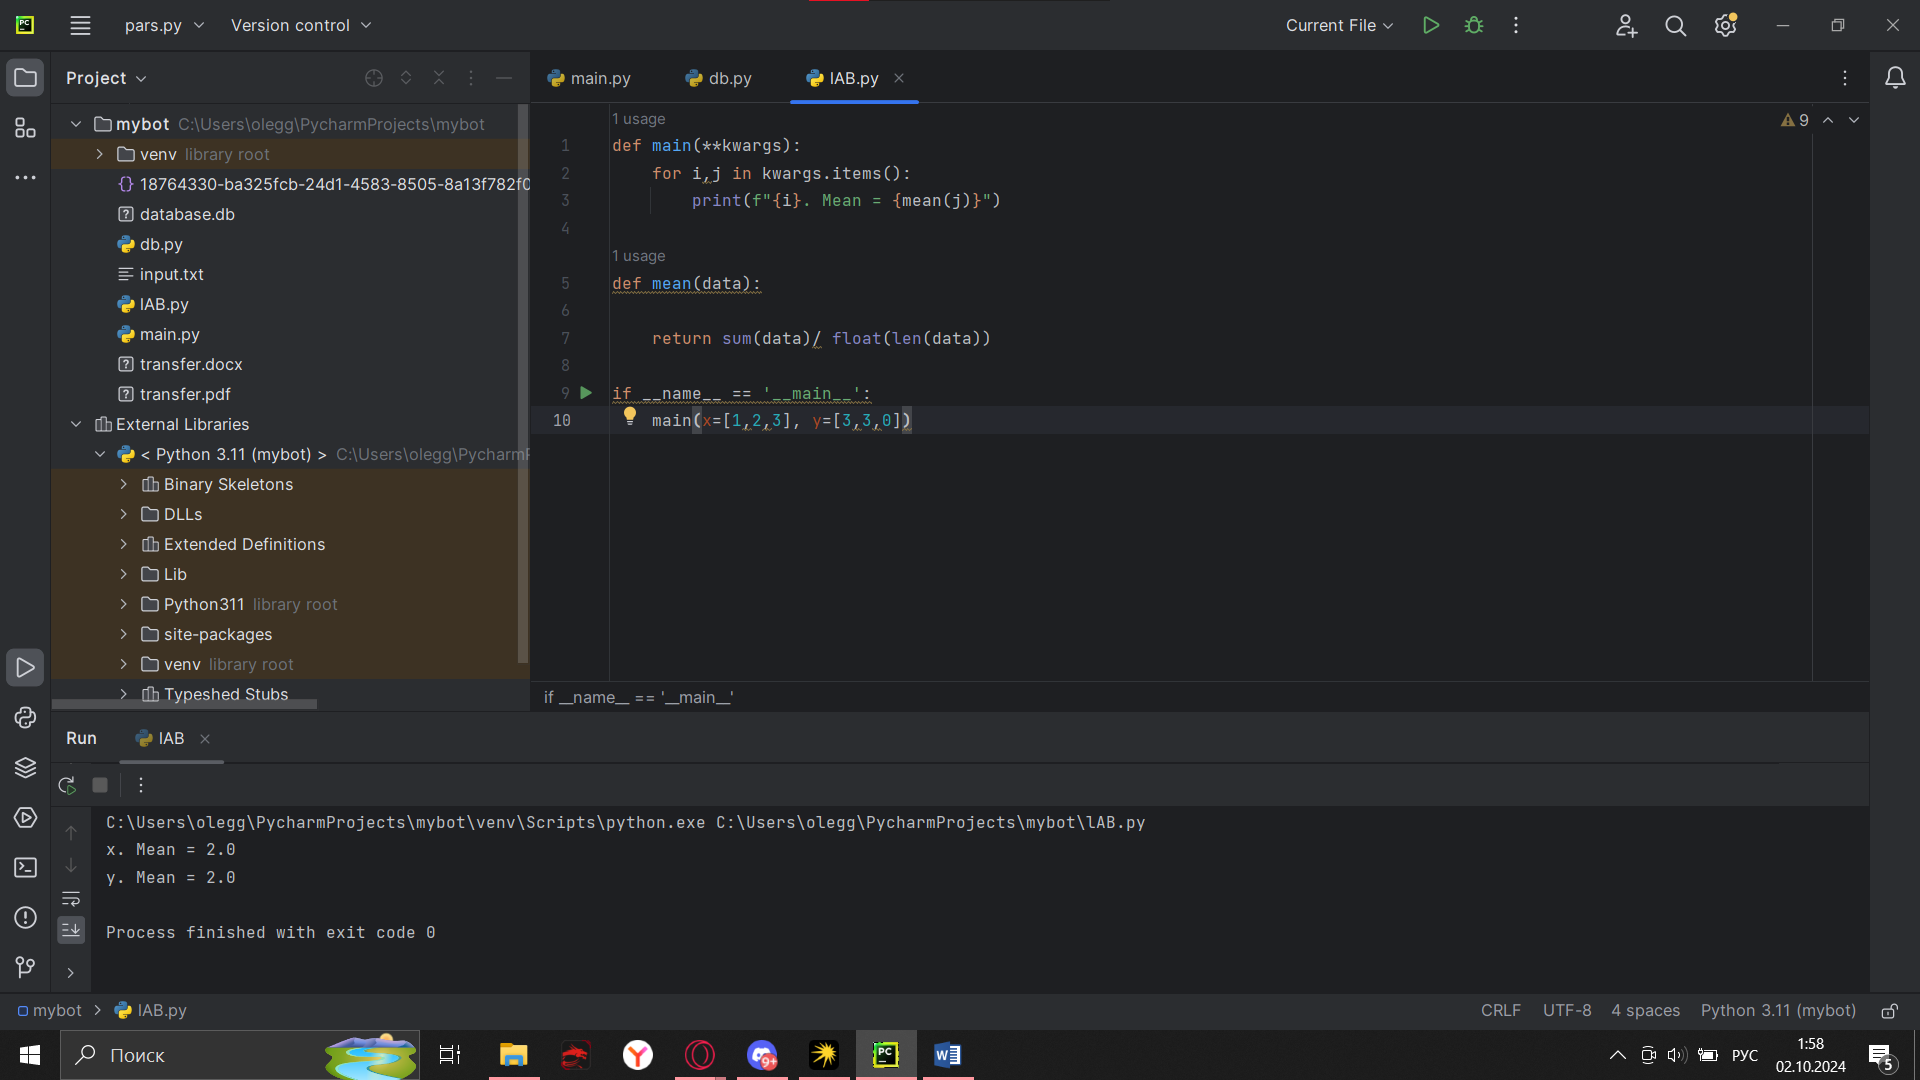 PC
pars.py
Version control
Current File
Project
main.py
db.py
lAB.py
mybot C:\Users\olegg\PycharmProjects\mybot
venv library root
18764330-ba325fcb-24d1-4583-8505-8a13f782f0
database.db
db.py
input.txt
lAB.py
main.py
transfer.docx
transfer.pdf
External Libraries
< Python 3.11 (mybot) > C:\Users\olegg\PycharmP
Binary Skeletons
DLLs
Extended Definitions
Lib
Python311 library root
site-packages
venv library root
Typeshed Stubs
9
1 usage
1 def main(**kwargs):
2 for i,j in kwargs.items():
3 print(f"{i}. Mean = {mean(j)}")
4
1 usage
5 def mean(data):
6
7 return sum(data)/ float(len(data))
8
9 if __name__ == '__main__':
10 main(x=[1,2,3], y=[3,3,0])
if __name__ == '__main__'
Run
lAB
C:\Users\olegg\PycharmProjects\mybot\venv\Scripts\python.exe C:\Users\olegg\PycharmProjects\mybot\lAB.py
x. Mean = 2.0
y. Mean = 2.0
Process finished with exit code 0
mybot > lAB.py
CRLF UTF-8 4 spaces Python 3.11 (mybot)
Поиск
9+
PC
W
РУС
1:58
02.10.2024
5